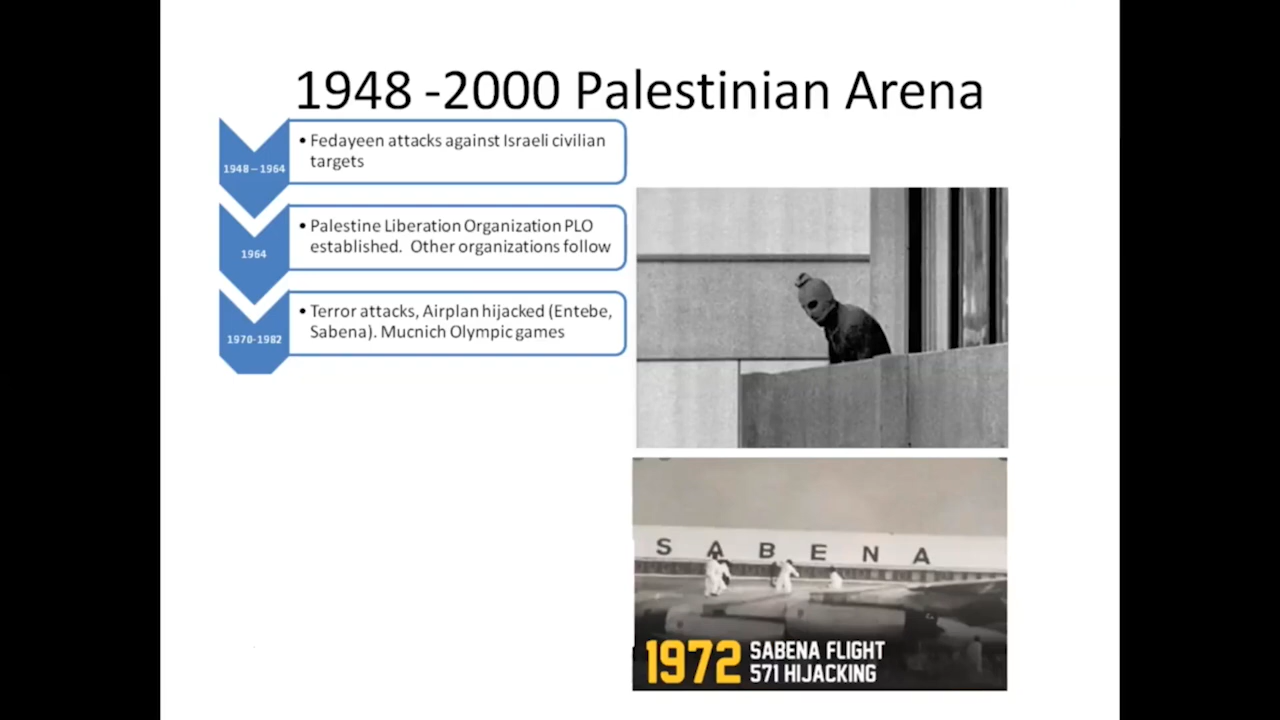 1948 -2000 Palestinian Arena
1948 – 1964
• Fedayeen attacks against Israeli civilian
targets
1964
• Palestine Liberation Organization PLO
established. Other organizations follow
1970-1982
• Terror attacks, Airplan hijacked (Entebe,
Sabena). Mucnich Olympic games
SABENA
1972 SABENA FLIGHT
571 HIJACKING